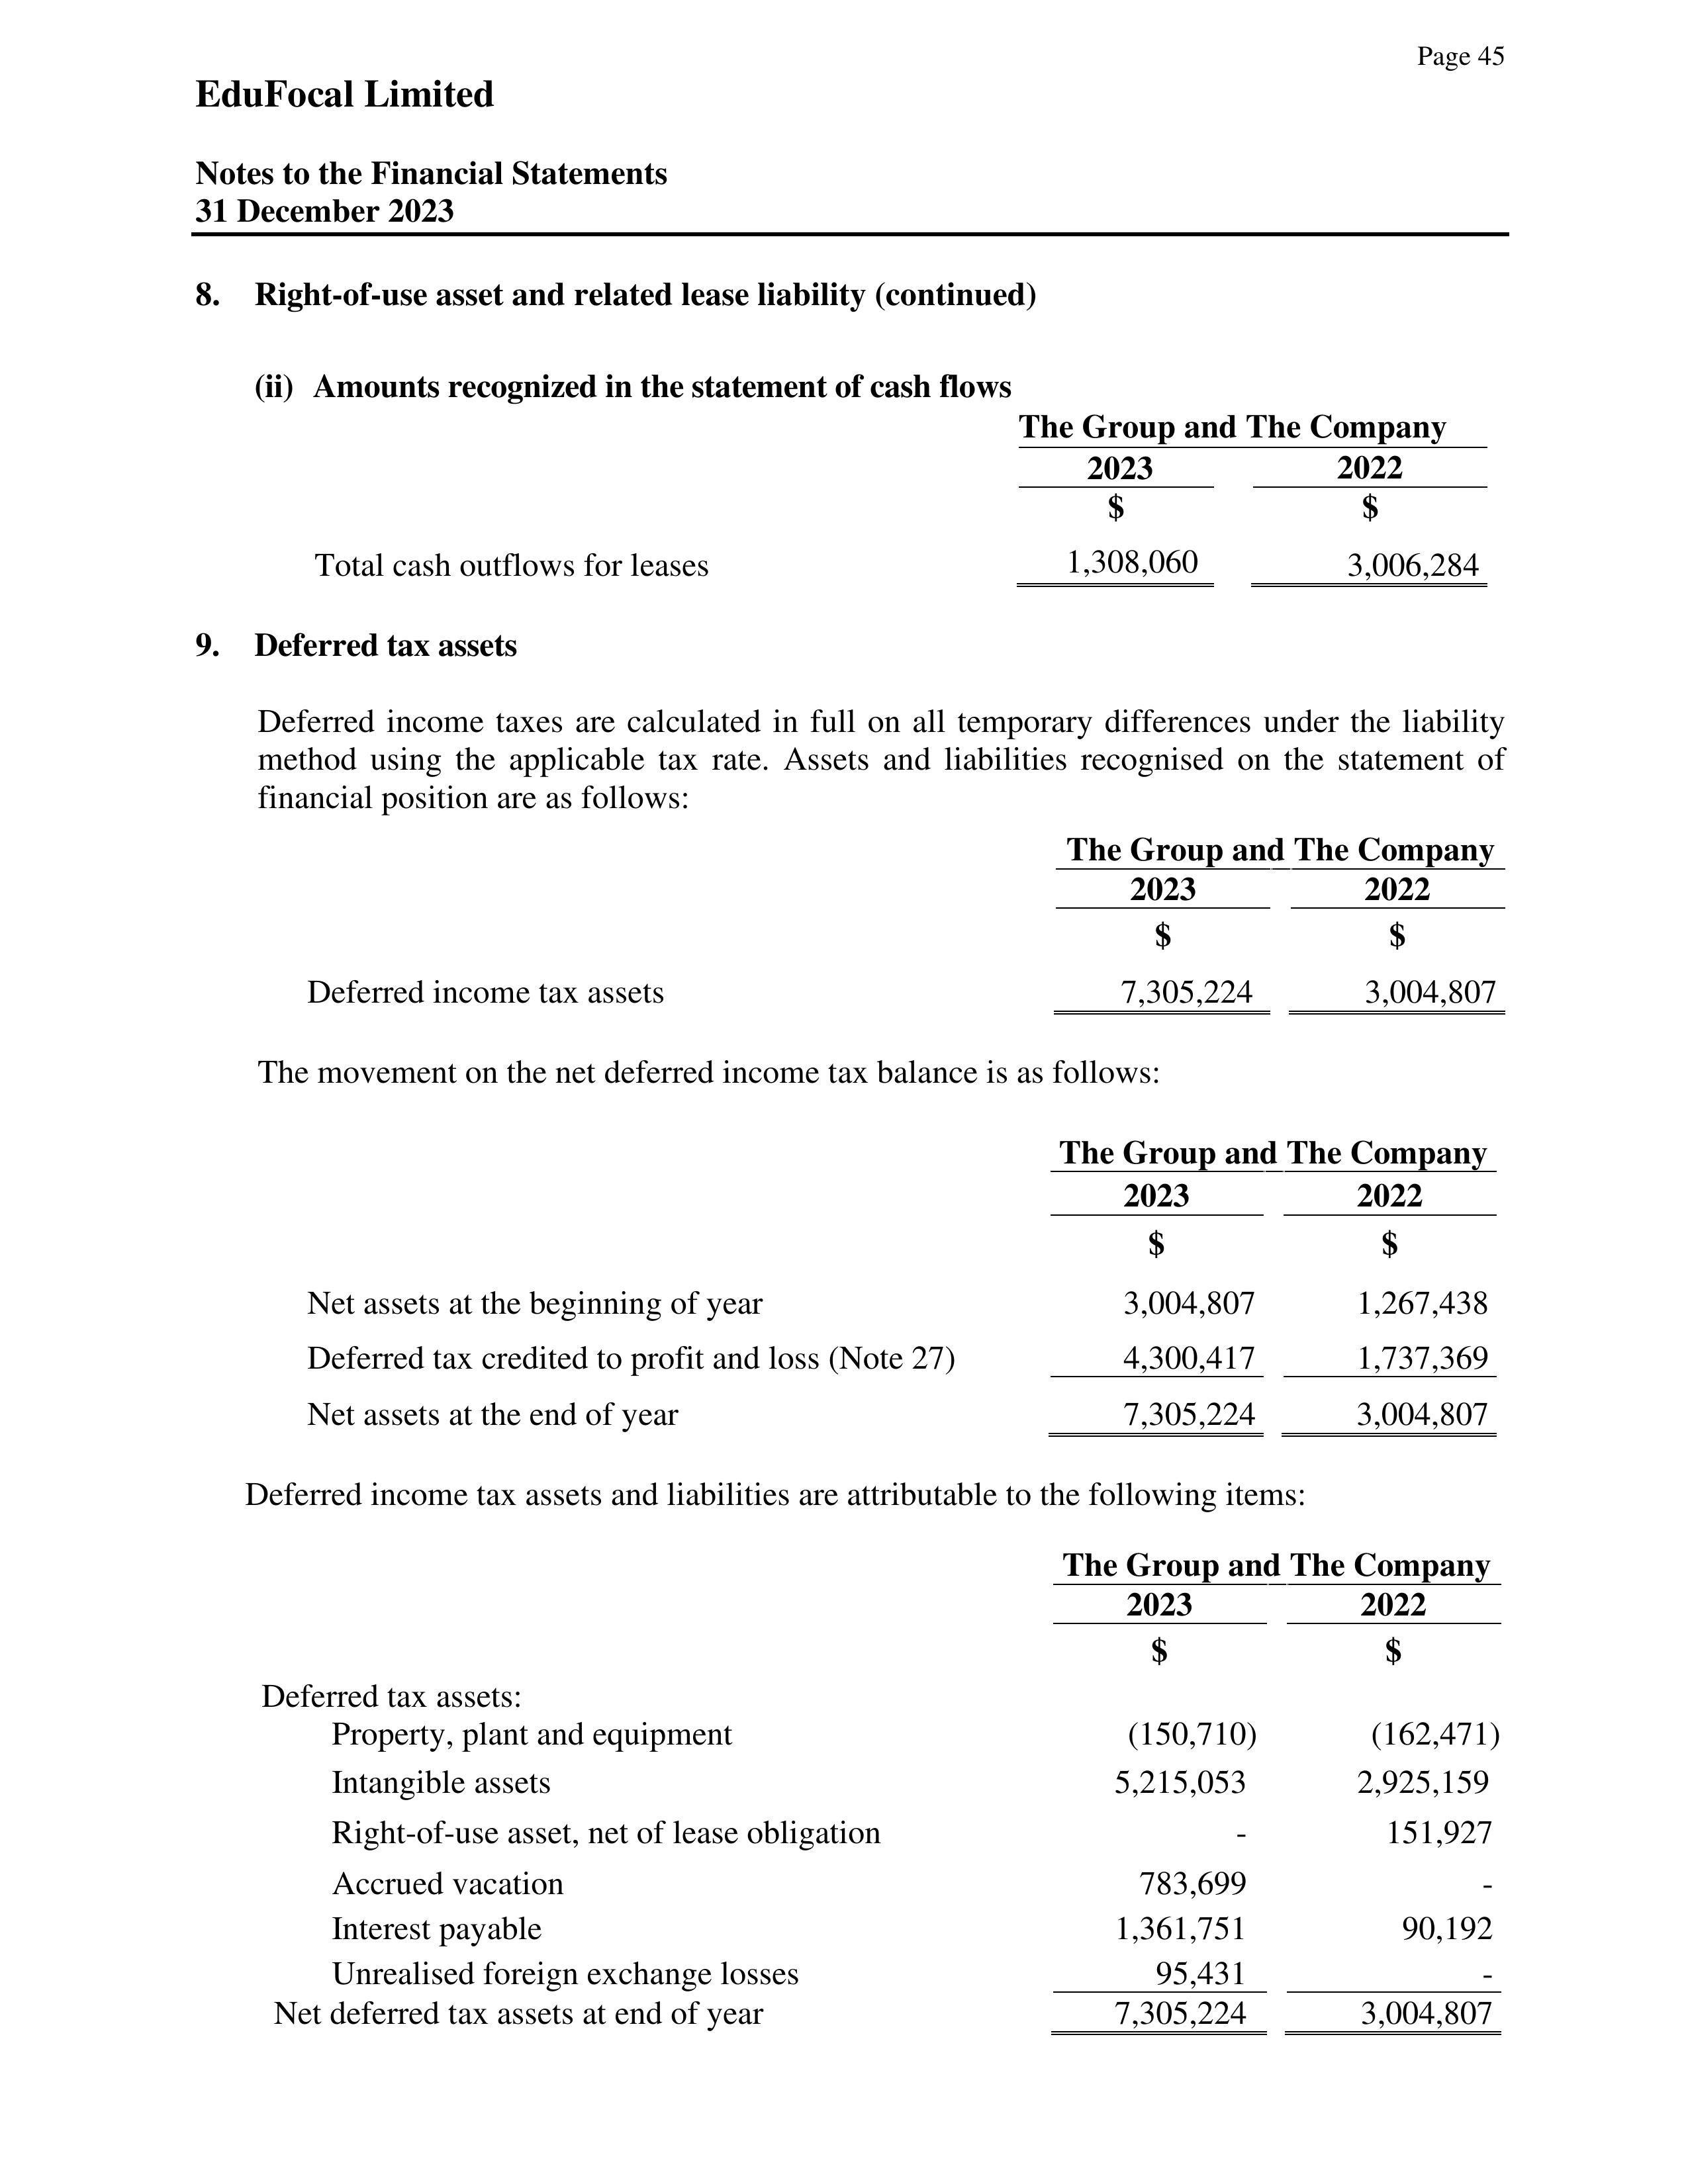 Page 45
EduFocal Limited
Notes to the Financial Statements
31 December 2023
8. Right-of-use asset and related lease liability (continued)
(ii) Amounts recognized in the statement of cash flows
The Group and The Company
2023 2022
$ $
Total cash outflows for leases 1,308,060 3,006,284
9. Deferred tax assets
Deferred income taxes are calculated in full on all temporary differences under the liability
method using the applicable tax rate. Assets and liabilities recognised on the statement of
financial position are as follows:
The Group and The Company
2023 2022
$ $
Deferred income tax assets 7,305,224 3,004,807
The movement on the net deferred income tax balance is as follows:
The Group and The Company
2023 2022
$ $
Net assets at the beginning of year 3,004,807 1,267,438
Deferred tax credited to profit and loss (Note 27) 4,300,417 1,737,369
Net assets at the end of year 7,305,224 3,004,807
Deferred income tax assets and liabilities are attributable to the following items:
The Group and The Company
2023 2022
$ $
Deferred tax assets:
Property, plant and equipment (150,710) (162,471)
Intangible assets 5,215,053 2,925,159
Right-of-use asset, net of lease obligation - 151,927
Accrued vacation 783,699 -
Interest payable 1,361,751 90,192
Unrealised foreign exchange losses 95,431 -
Net deferred tax assets at end of year 7,305,224 3,004,807